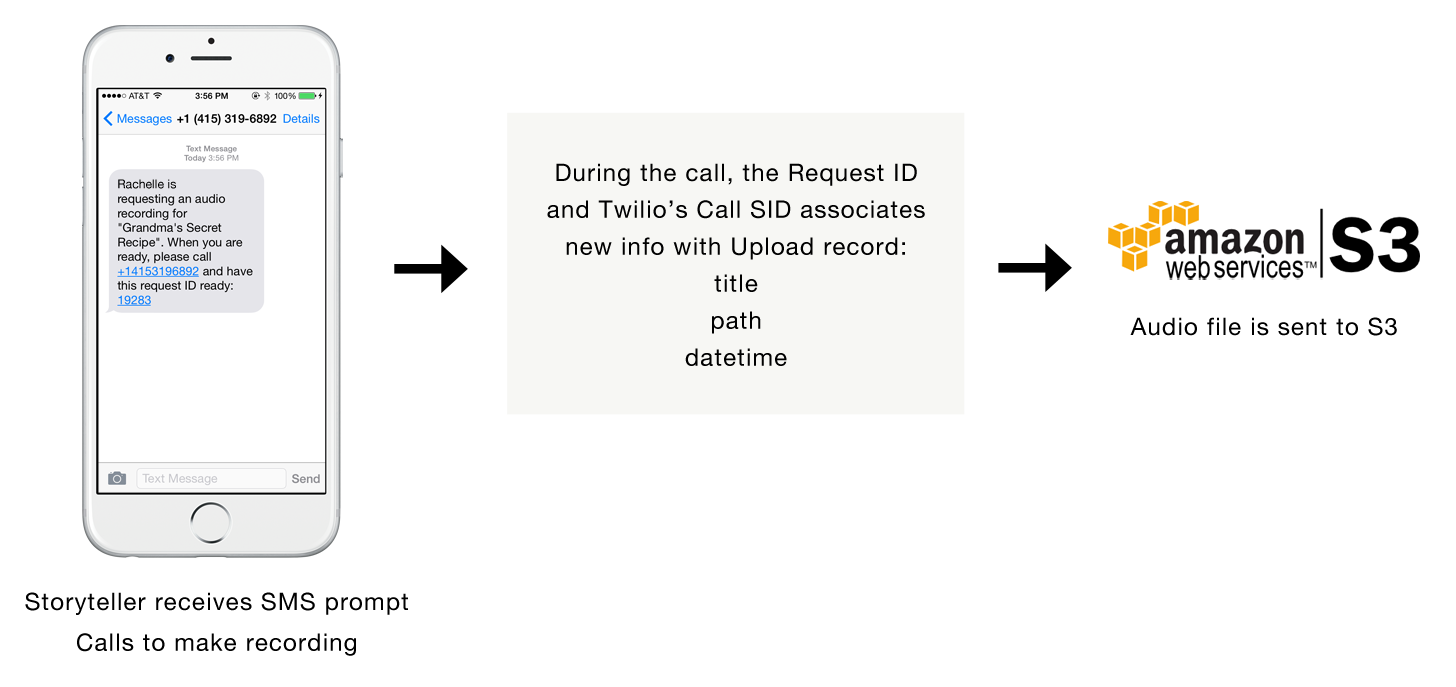 AT&T 3:56 PM 100%
Messages +1 (415) 319-6892 Details
Text Message
Today 3:56 PM
Rachelle is
requesting an audio
recording for
"Grandma's Secret
Recipe". When you are
ready, please call
+14153196892 and have
this request ID ready:
19283
Text Message Send
Storyteller receives SMS prompt
Calls to make recording
During the call, the Request ID
and Twilio's Call SID associates
new info with Upload record:
title
path
datetime
amazon
web services™
S3
Audio file is sent to S3